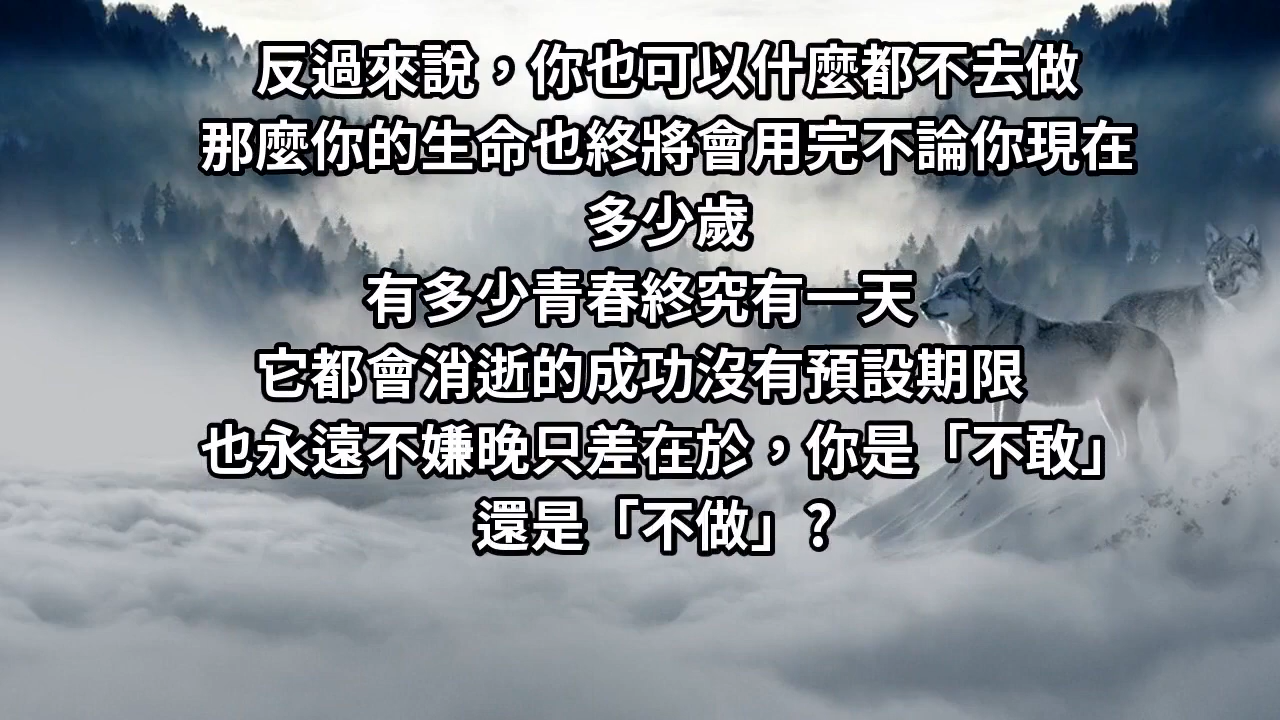 反過來說，你也可以什麼都不去做
那麼你的生命也終將會用完不論你現在
多少歲
有多少青春終究有一天
它都會消逝的成功沒有預設期限
也永遠不嫌晚只差在於，你是「不敢」
還是「不做」?